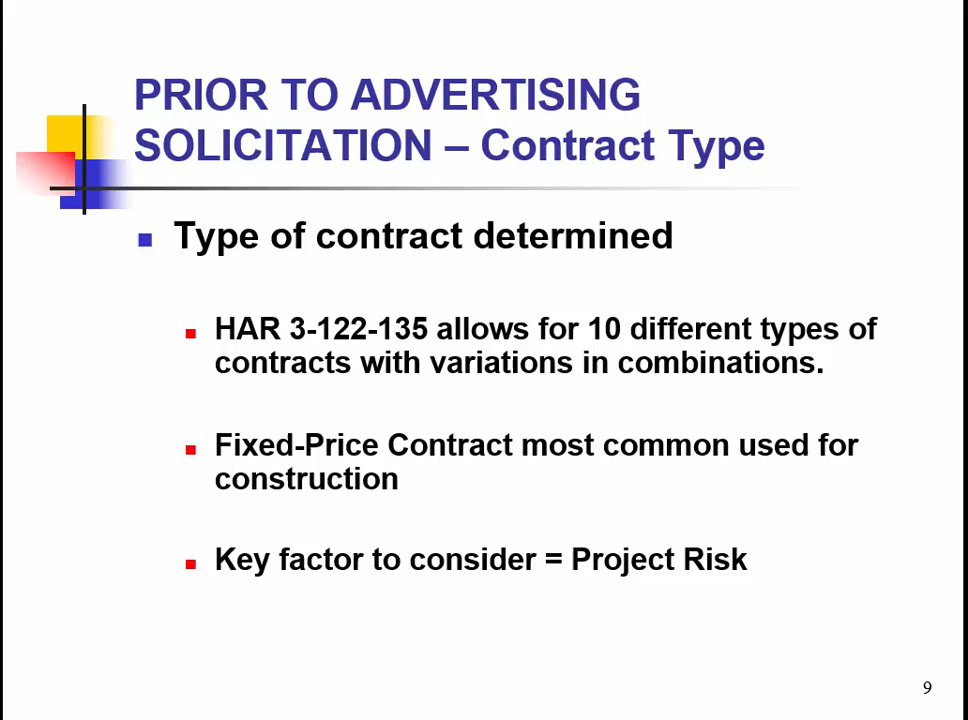 PRIOR TO ADVERTISING
SOLICITATION – Contract Type
Type of contract determined
HAR 3-122-135 allows for 10 different types of
contracts with variations in combinations.
Fixed-Price Contract most common used for
construction
Key factor to consider = Project Risk
9